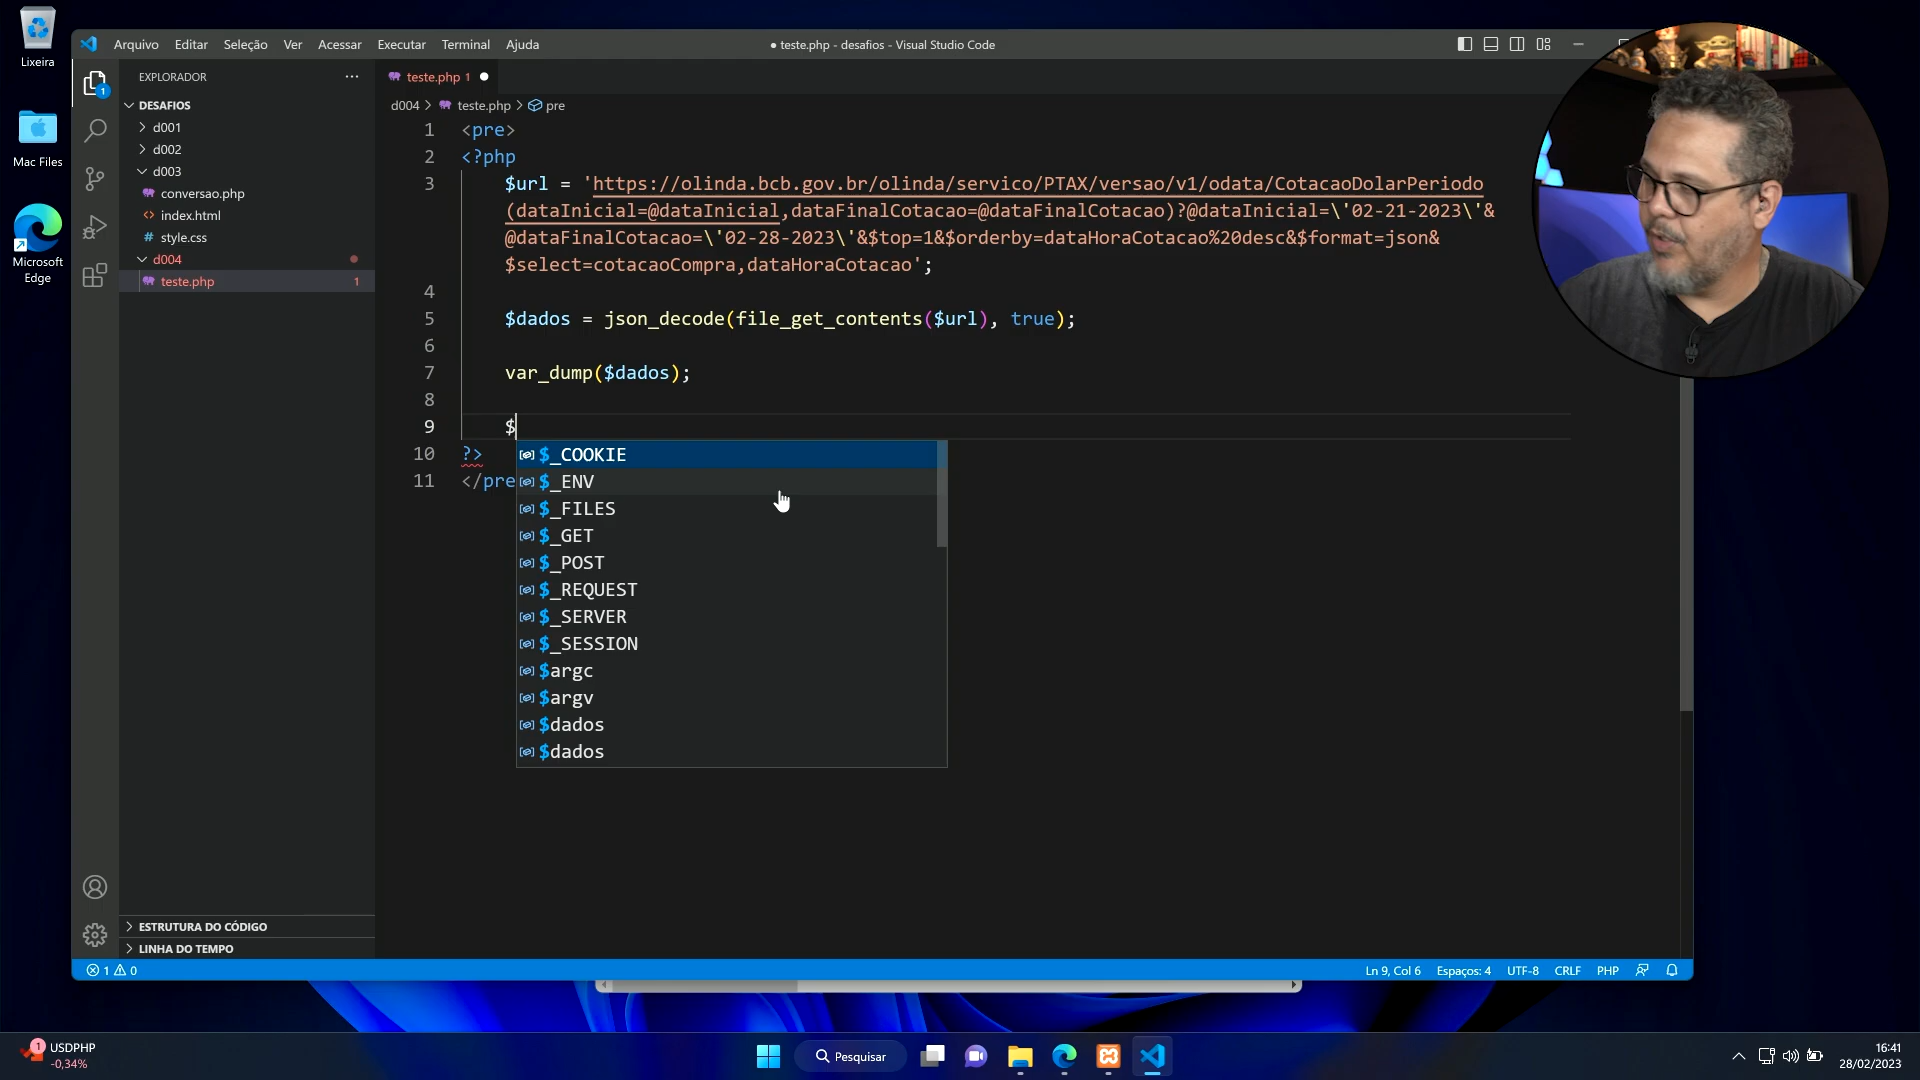 Lixeira
Mac Files
Microsoft
Edge
Arquivo Editar Seleção Ver Acessar Executar Terminal Ajuda
● teste.php - desafios - Visual Studio Code
EXPLORADOR ···
1
DESAFIOS
d001
d002
d003
conversao.php
index.html
style.css
d004
teste.php 1
ESTRUTURA DO CÓDIGO
LINHA DO TEMPO
teste.php 1 ●
d004 > teste.php > pre
1 <pre>
2 <?php
3 $url = 'https://olinda.bcb.gov.br/olinda/servico/PTAX/versao/v1/odata/CotacaoDolarPeriodo
(dataInicial=@dataInicial,dataFinalCotacao=@dataFinalCotacao)?@dataInicial=\'02-21-2023\'&
@dataFinalCotacao=\'02-28-2023\'&$top=1&$orderby=dataHoraCotacao%20desc&$format=json&
$select=cotacaoCompra,dataHoraCotacao';
4
5 $dados = json_decode(file_get_contents($url), true);
6
7 var_dump($dados);
8
9 $
10 ?>
11 </pre
$_COOKIE
$_ENV
$_FILES
$_GET
$_POST
$_REQUEST
$_SERVER
$_SESSION
$argc
$argv
$dados
$dados
1 0
Ln 9, Col 6 Espaços: 4 UTF-8 CRLF PHP
1
USDPHP
-0,34%
Pesquisar
16:41
28/02/2023